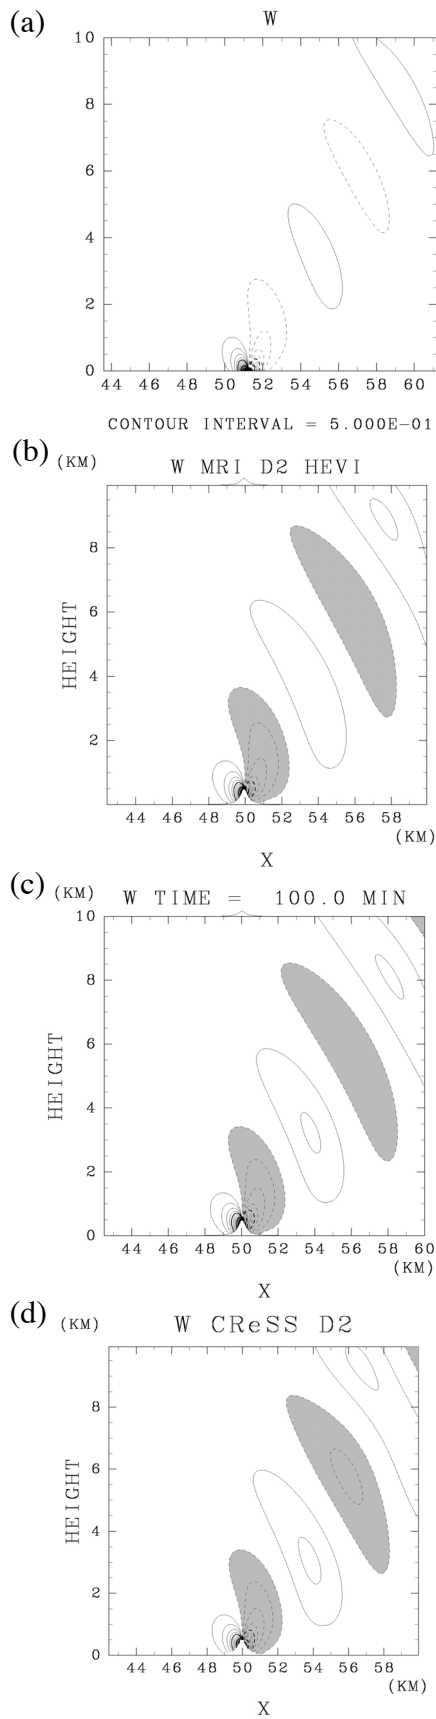 (a)
W
10
8
6
4
2
0
44 46 48 50 52 54 56 58 60
CONTOUR INTERVAL = 5.000E-01
(b) (KM) W MRI D2 HEVI
8
6
4
2
HEIGHT
44 46 48 50 52 54 56 58
(KM)
X
(c) (KM) W TIME = 100.0 MIN
10
8
6
4
2
0
HEIGHT
44 46 48 50 52 54 56 58 60
(KM)
X
(d) (KM) W CReSS D2
8
6
4
2
0
HEIGHT
44 46 48 50 52 54 56 58
(KM)
X